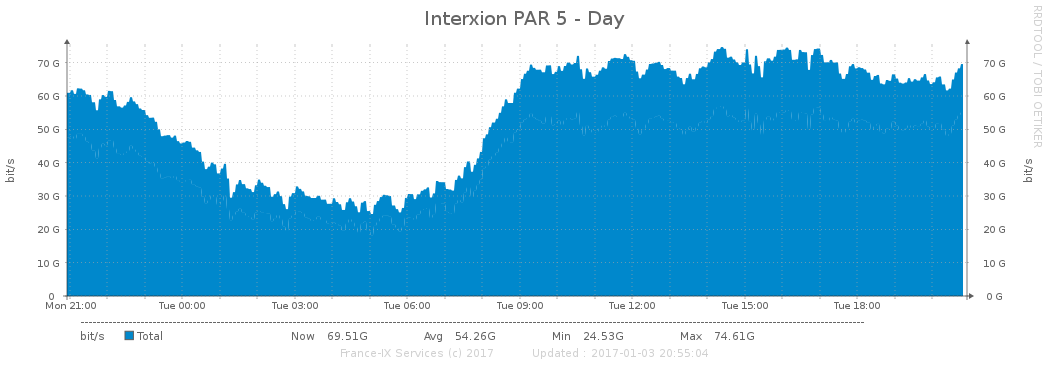 Interxion PAR 5 - Day
RRDTOOL / TOBI OETIKER
bit/s
70 G 70 G
60 G 60 G
50 G 50 G
40 G 40 G
30 G 30 G
20 G 20 G
10 G 10 G
0 0 G
bit/s
Mon 21:00 Tue 00:00 Tue 03:00 Tue 06:00 Tue 09:00 Tue 12:00 Tue 15:00 Tue 18:00
bit/s Total Now 69.51G Avg 54.26G Min 24.53G Max 74.61G
France-IX Services (c) 2017 Updated : 2017-01-03 20:55:04